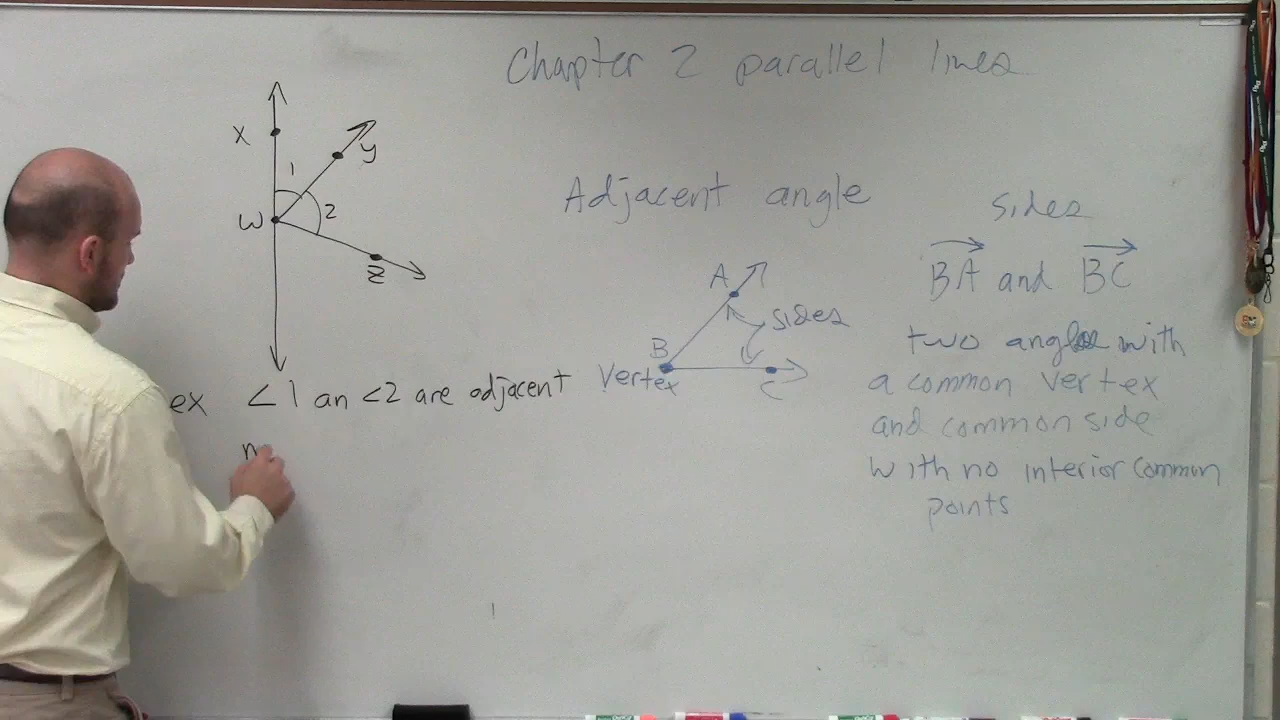 Chapter 2 parallel lines
X
y
1
2
W
z
Adjacent angle
sides
BA and BC
A
sides
B
Vertex
C
two angle with
a common vertex
and common side
with no interior common
points
ex <1 an <2 are adjacent